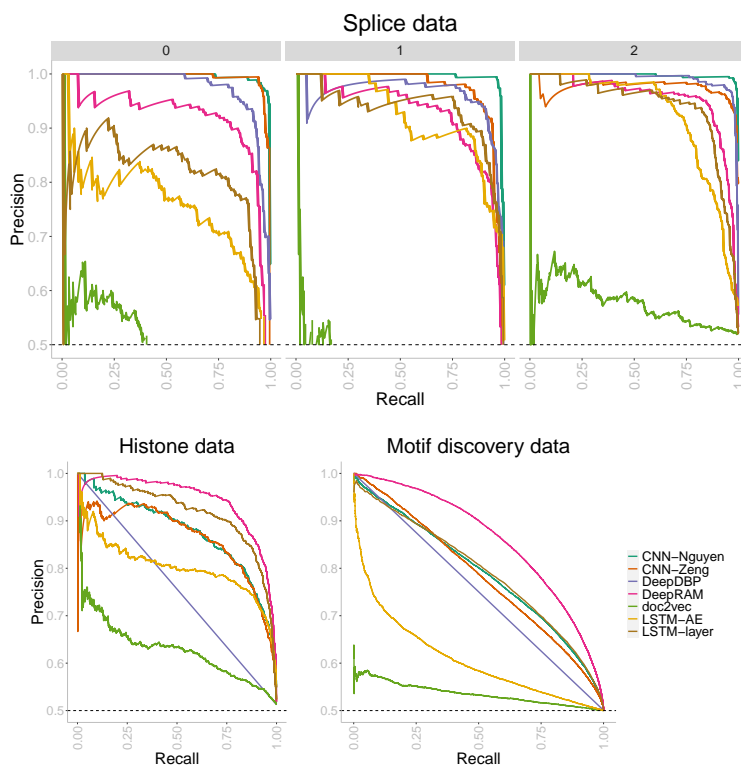 Splice data
0 1 2
1.0
0.9
0.8
0.7
0.6
0.5
Precision
0.00 0.25 0.50 0.75 1.00 0.00 0.25 0.50 0.75 1.00 0.00 0.25 0.50 0.75 1.00
Recall
Histone data Motif discovery data
1.0 1.0
0.9 0.9
0.8 0.8
0.7 0.7
0.6 0.6
0.5 0.5
Precision
0.00 0.25 0.50 0.75 1.00 0.00 0.25 0.50 0.75 1.00
Recall Recall
CNN−Nguyen
CNN−Zeng
DeepDBP
DeepRAM
doc2vec
LSTM−AE
LSTM−layer